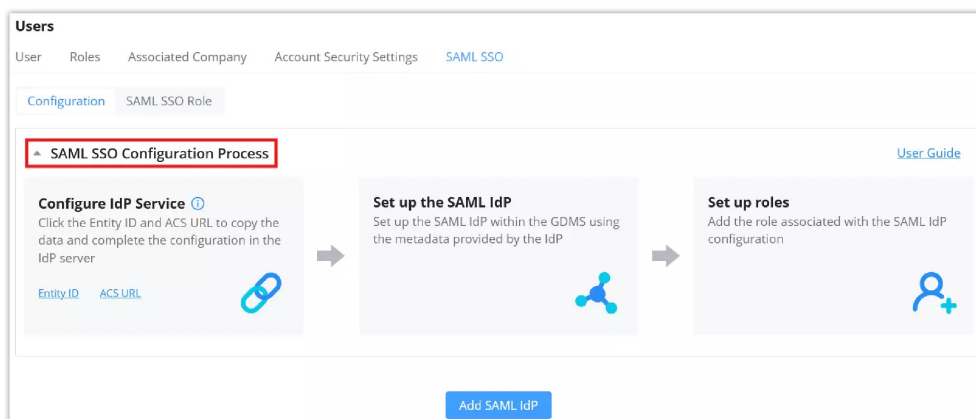 Users
User Roles Associated Company Account Security Settings SAML SSO
Configuration SAML SSO Role
SAML SSO Configuration Process
User Guide
Configure IdP Service
Click the Entity ID and ACS URL to copy the
data and complete the configuration in the
IdP server
Entity ID ACS URL
Set up the SAML IdP
Set up the SAML IdP within the GDMS using
the metadata provided by the IdP
Set up roles
Add the role associated with the SAML IdP
configuration
Add SAML IdP